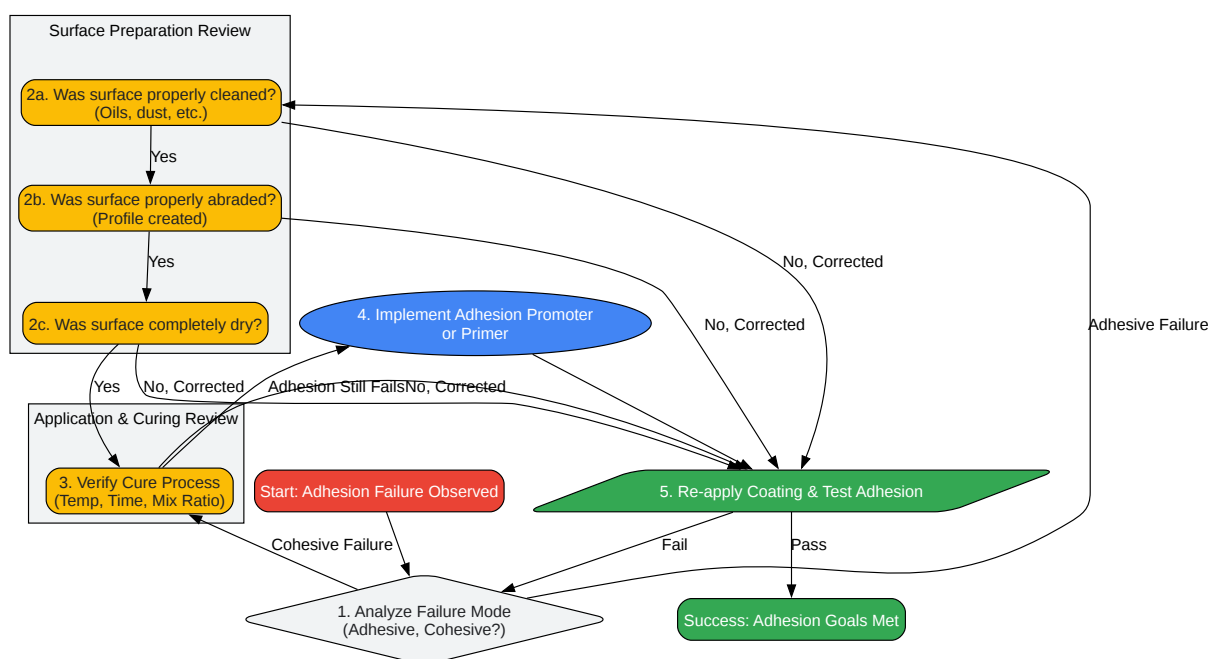 Surface Preparation Review
2a. Was surface properly cleaned?
(Oils, dust, etc.)
Yes
2b. Was surface properly abraded?
(Profile created)
Yes
No, Corrected
2c. Was surface completely dry?
4. Implement Adhesion Promoter
or Primer
No, Corrected
Adhesive Failure
Yes
No, Corrected
Adhesion Still Fails
No, Corrected
Application & Curing Review
3. Verify Cure Process
(Temp, Time, Mix Ratio)
Start: Adhesion Failure Observed
5. Re-apply Coating & Test Adhesion
Cohesive Failure
Fail
Pass
1. Analyze Failure Mode
(Adhesive, Cohesive?)
Success: Adhesion Goals Met